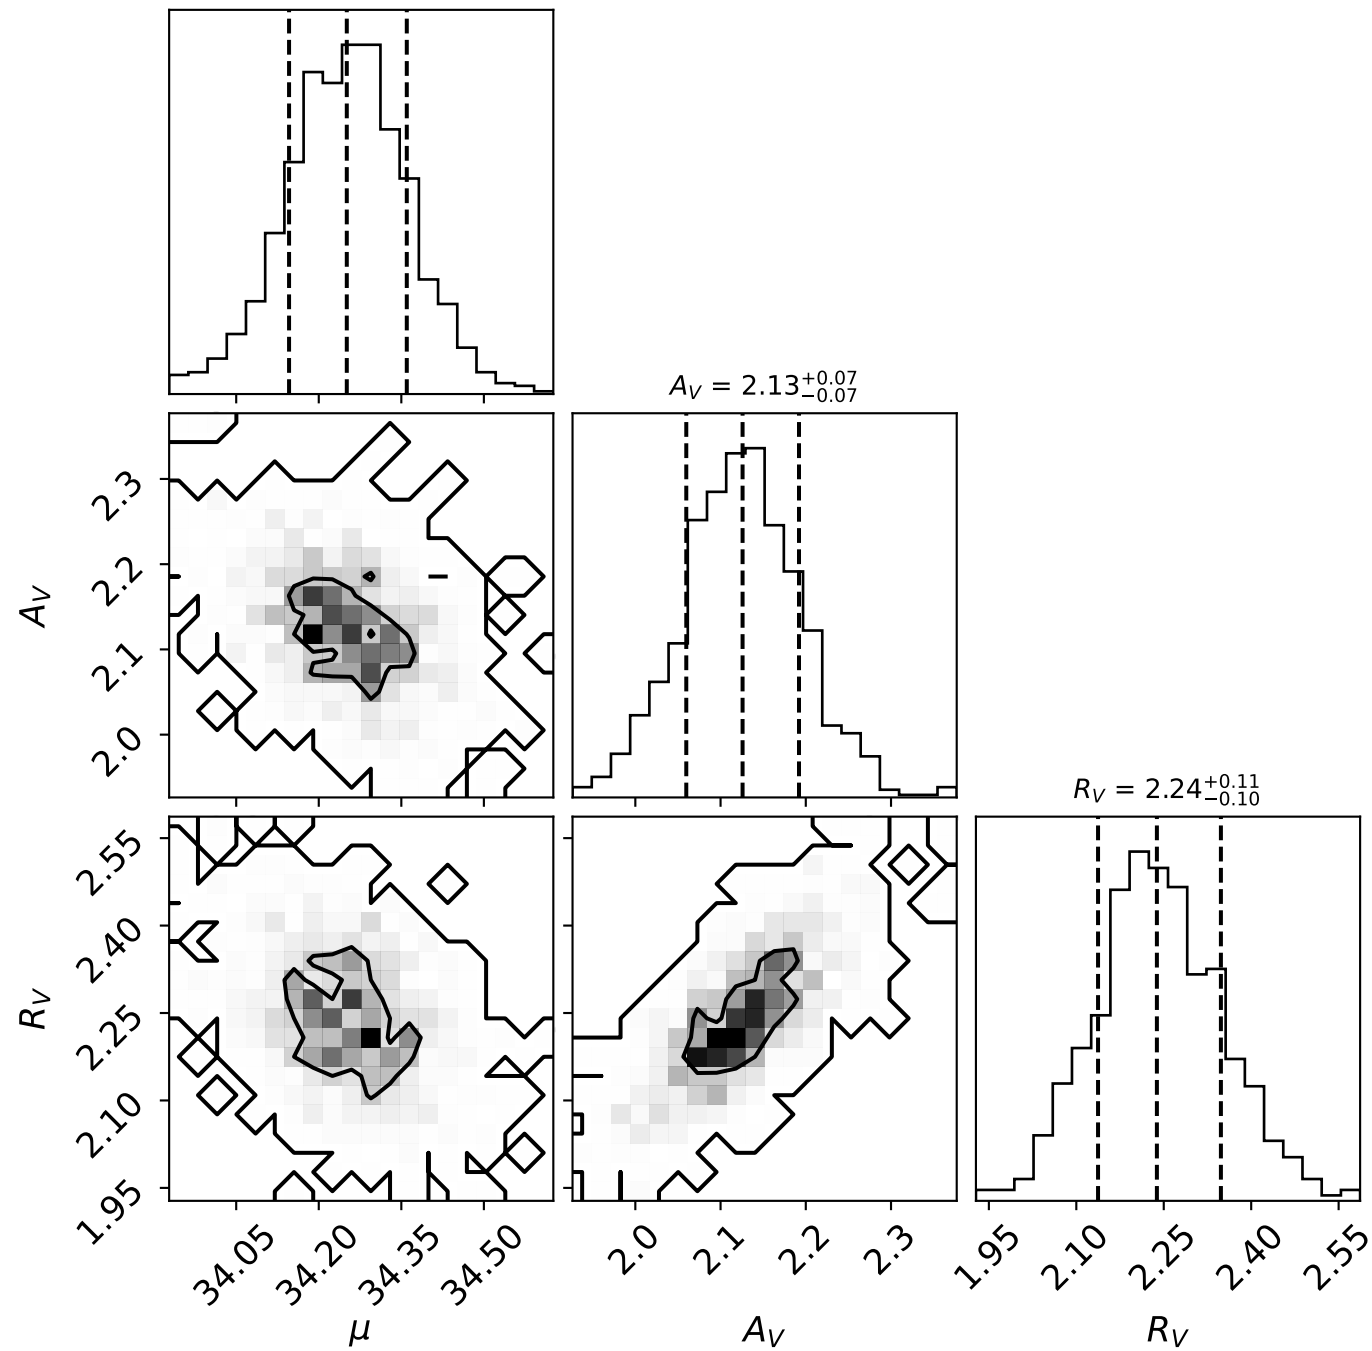 A_V = 2.13^{+0.07}_{-0.07}
2.3
2.2
2.1
2.0
A_V
R_V = 2.24^{+0.11}_{-0.10}
2.55
2.40
2.25
2.10
1.95
R_V
34.05 34.20 34.35 34.50
μ
2.0 2.1 2.2 2.3
A_V
1.95 2.10 2.25 2.40 2.55
R_V